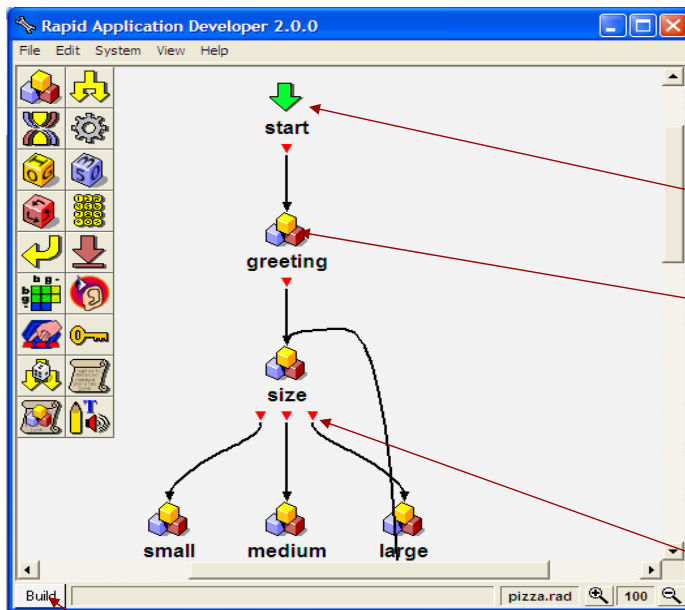 Rapid Application Developer 2.0.0
File Edit System View Help
start
greeting
size
small medium large
Build pizza.rad 100